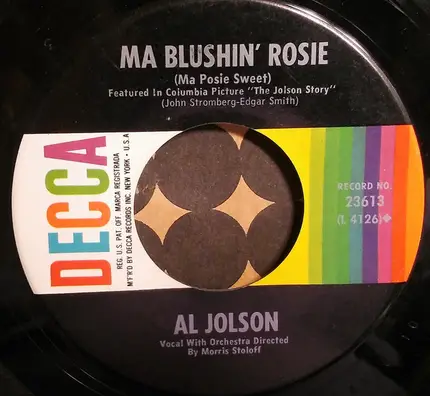 MA BLUSHIN' ROSIE
(Ma Posie Sweet)
Featured In Columbia Picture "The Jolson Story"
(John Stromberg-Edgar Smith)
DECCA
REG. U.S. PAT. OFF. MARCA REGISTRADA
M'F'R'D BY DECCA RECORDS INC. NEW YORK • U.S.A.
RECORD NO.
23613
(L 4126)◆
AL JOLSON
Vocal With Orchestra Directed
By Morris Stoloff